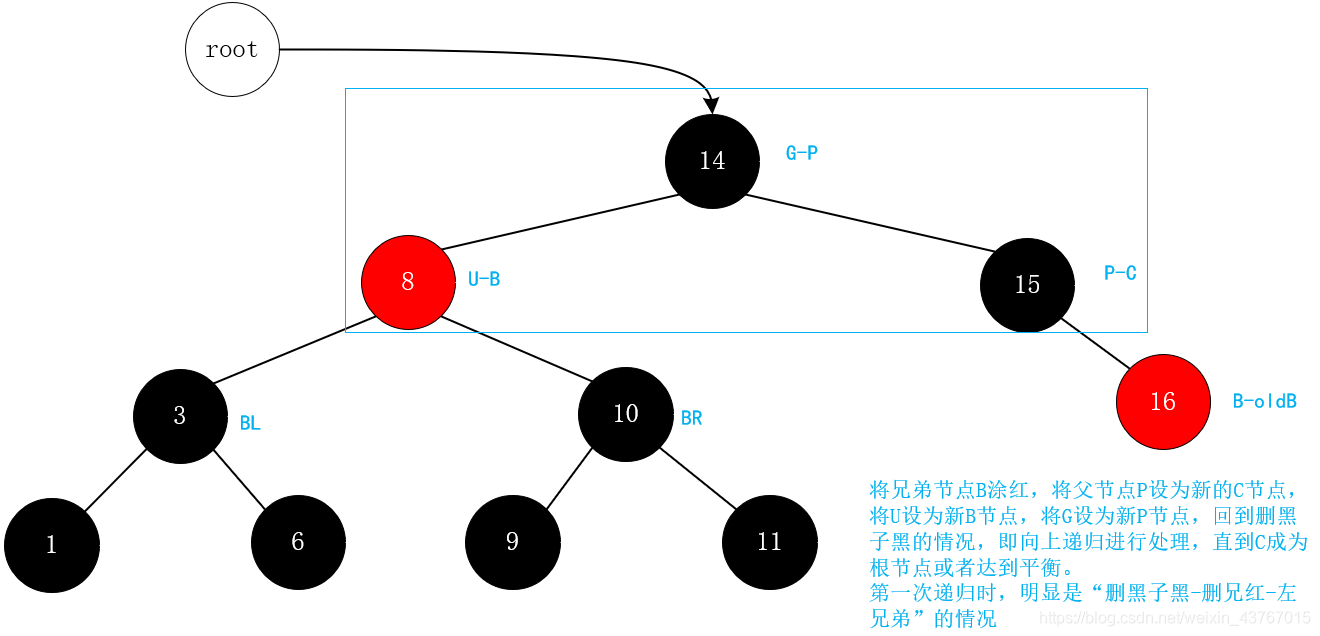 root
14
G-P
8
U-B
15
P-C
3
BL
10
BR
16
B-oldB
1
6
9
11
将兄弟节点B涂红，将父节点P设为新的C节点，
将U设为新B节点，将G设为新P节点，回到删黑
子黑的情况，即向上递归进行处理，直到C成为
根节点或者达到平衡。
第一次递归时，明显是“删黑子黑-删兄红-左
兄弟”的情况
https://blog.csdn.net/weixin_43767015